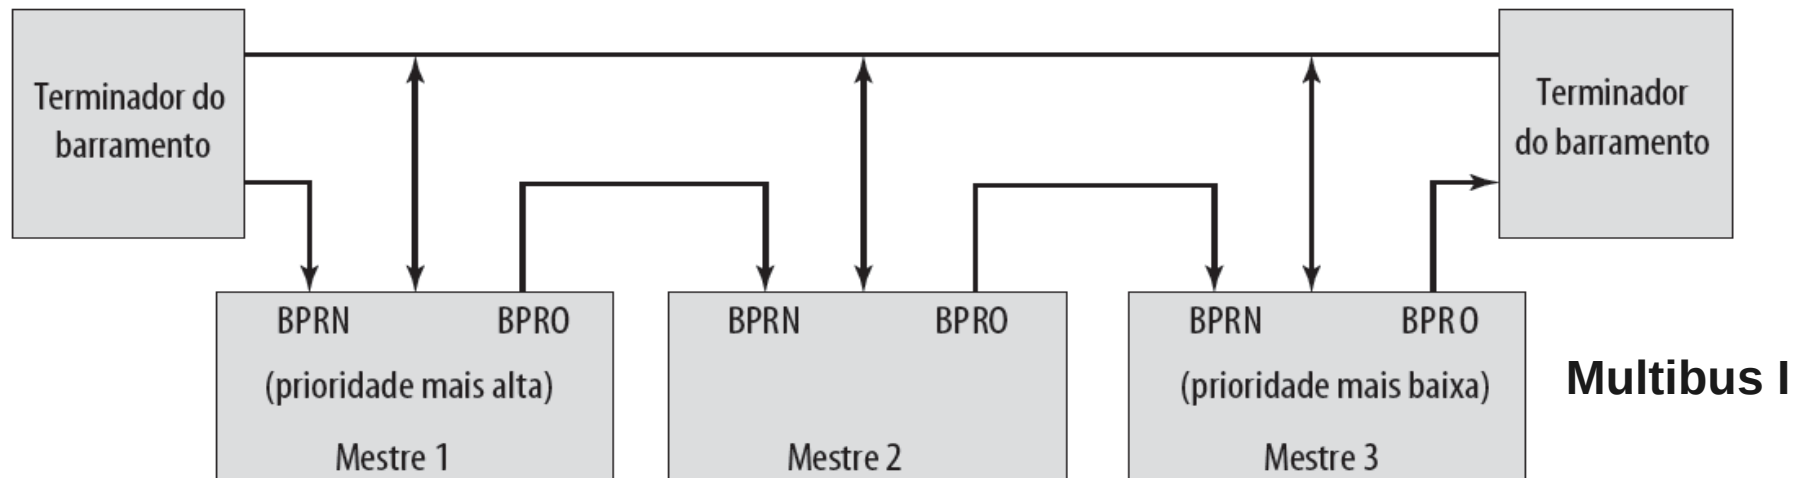 Terminador do
barramento
Terminador
do barramento
BPRN
BPRO
BPRN
BPRO
BPRN
BPRO
(prioridade mais alta)
(prioridade mais baixa)
Multibus I
Mestre 1
Mestre 2
Mestre 3